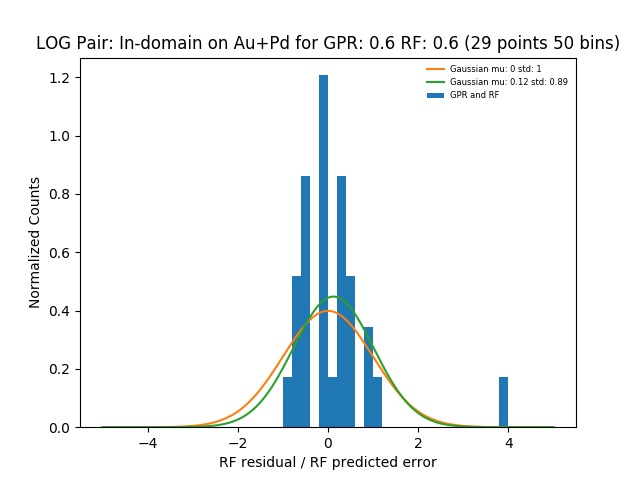 LOG Pair: In-domain on Au+Pd for GPR: 0.6 RF: 0.6 (29 points 50 bins)
Gaussian mu: 0 std: 1
Gaussian mu: 0.12 std: 0.89
GPR and RF
Normalized Counts
1.2
1.0
0.8
0.6
0.4
0.2
0.0
−4 −2 0 2 4
RF residual / RF predicted error